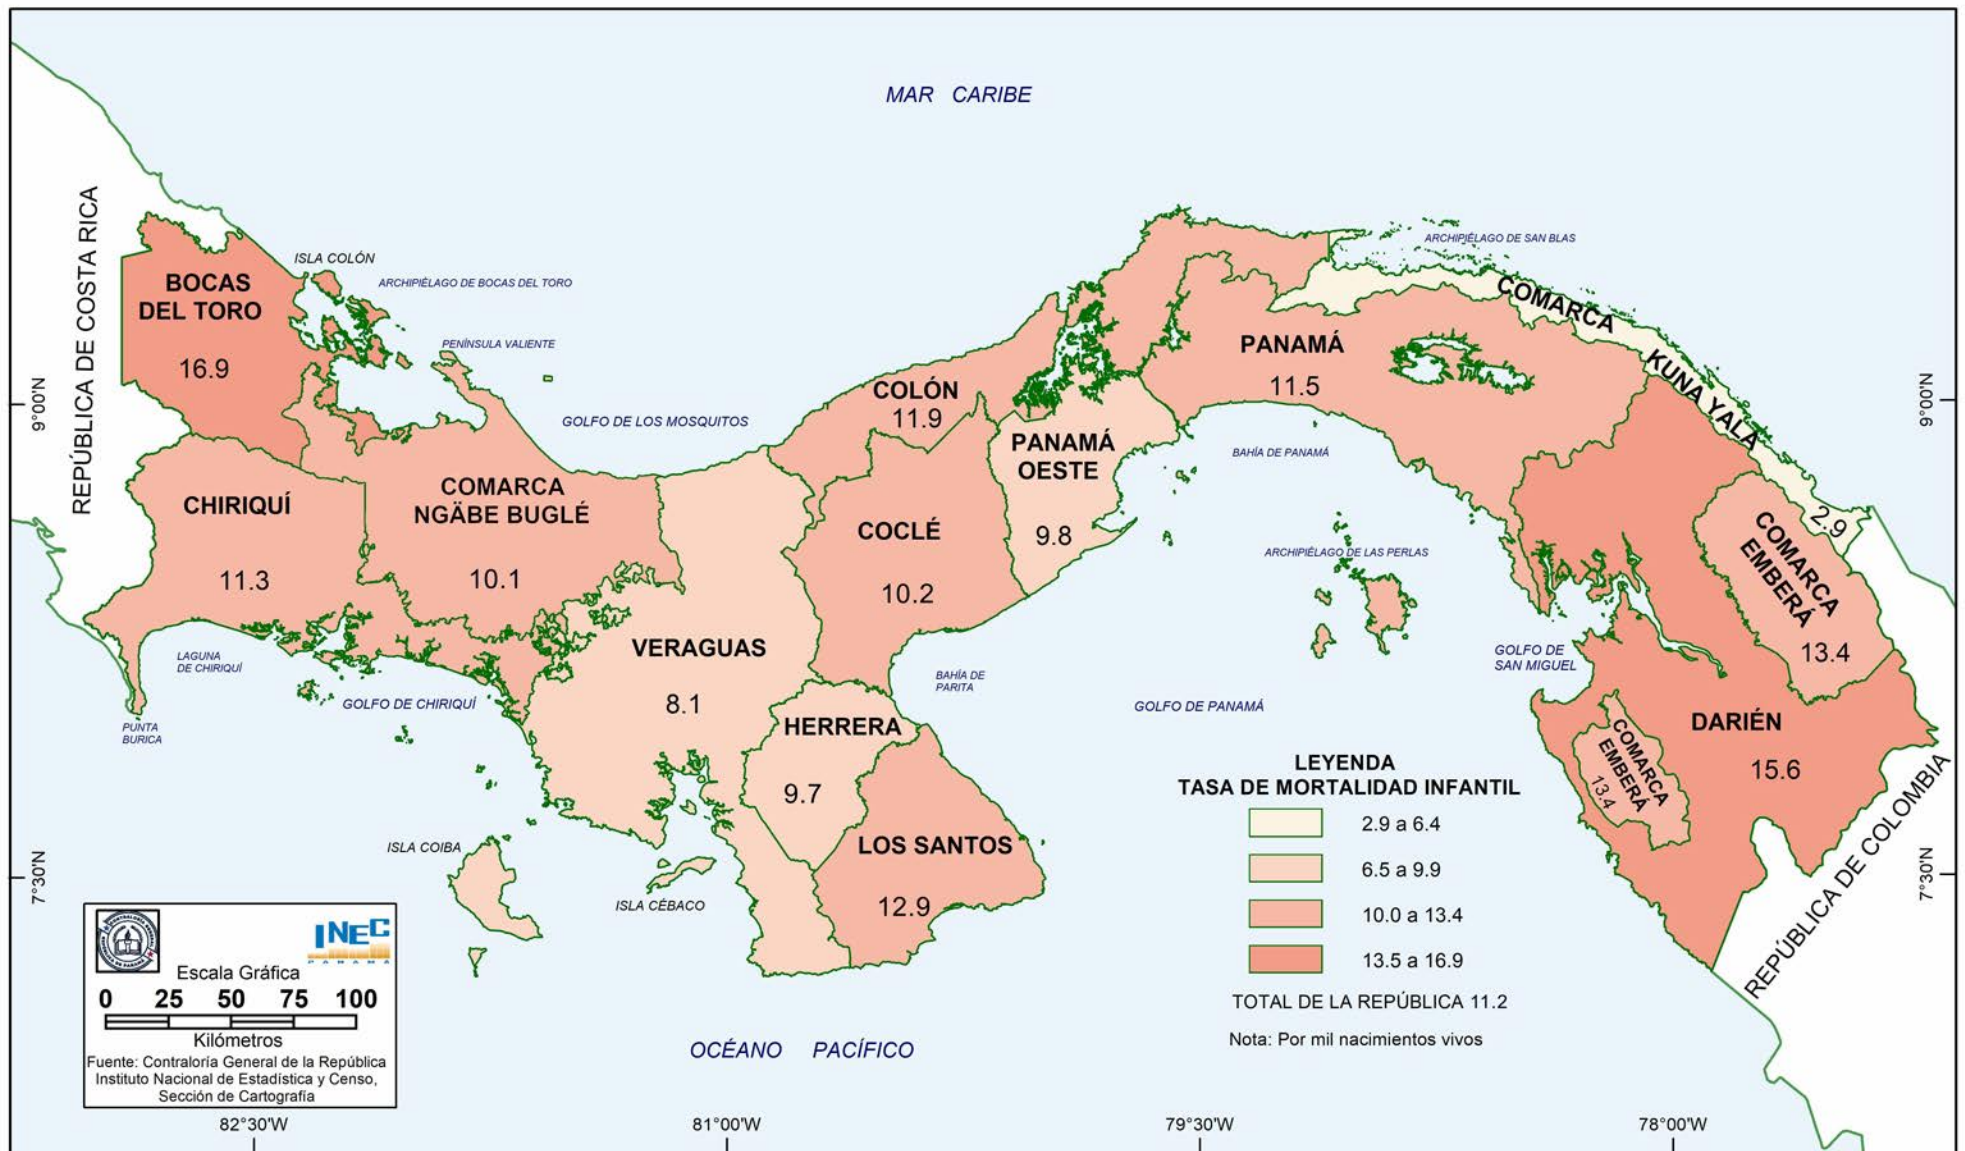 MAR CARIBE
REPÚBLICA DE COSTA RICA
ARCHIPIÉLAGO DE SAN BLAS
ISLA COLÓN
ARCHIPIÉLAGO DE BOCAS DEL TORO
BOCAS
DEL TORO
16.9
PENÍNSULA VALIENTE
COMARCA
KUNA YALA
2.9
PANAMÁ
11.5
COLÓN
11.9
GOLFO DE LOS MOSQUITOS
9°00'N
9°00'N
PANAMÁ
OESTE
9.8
BAHÍA DE PANAMÁ
CHIRIQUÍ
11.3
COMARCA
NGÄBE BUGLÉ
10.1
COCLÉ
10.2
ARCHIPIÉLAGO DE LAS PERLAS
COMARCA
EMBERÁ
13.4
VERAGUAS
8.1
LAGUNA
DE CHIRIQUÍ
GOLFO DE
SAN MIGUEL
BAHÍA DE
PARITA
GOLFO DE CHIRIQUÍ
GOLFO DE PANAMÁ
PUNTA
BURICA
HERRERA
9.7
DARIÉN
15.6
COMARCA
EMBERÁ
13.4
LOS SANTOS
12.9
ISLA COIBA
ISLA CÉBACO
7°30'N
7°30'N
REPÚBLICA DE COLOMBIA
LEYENDA
TASA DE MORTALIDAD INFANTIL
2.9 a 6.4
6.5 a 9.9
10.0 a 13.4
13.5 a 16.9
TOTAL DE LA REPÚBLICA 11.2
Nota: Por mil nacimientos vivos
INEC
PANAMÁ
Escala Gráfica
0 25 50 75 100
Kilómetros
Fuente: Contraloría General de la República
Instituto Nacional de Estadística y Censo,
Sección de Cartografía
OCÉANO PACÍFICO
82°30'W 81°00'W 79°30'W 78°00'W